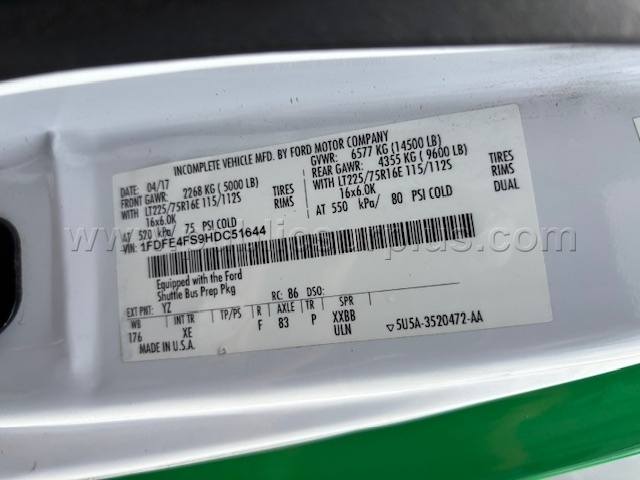 INCOMPLETE VEHICLE MFD. BY FORD MOTOR COMPANY
DATE: 04/17 GVWR: 6577 KG (14500 LB)
FRONT GAWR: 2268 KG ( 5000 LB) REAR GAWR: 4355 KG ( 9600 LB)
WITH LT225/75R16E 115/112S TIRES WITH LT225/75R16E 115/112S TIRES
16x6.0K RIMS 16x6.0K RIMS
AT 520 kPa/ 75 PSI COLD AT 550 kPa/ 80 PSI COLD DUAL
VIN: 1FDFE4FS9HDC51644
www.publicsurplus.com
Equipped with the Ford
Shuttle Bus Prep Pkg
EXT PNT: YZ RC: 86 DSO:
WB INT TR TP/PS R AXLE TR SPR
176 XE F 83 P XXBB
ULN
MADE IN U.S.A. ▽5U5A-3520472-AA